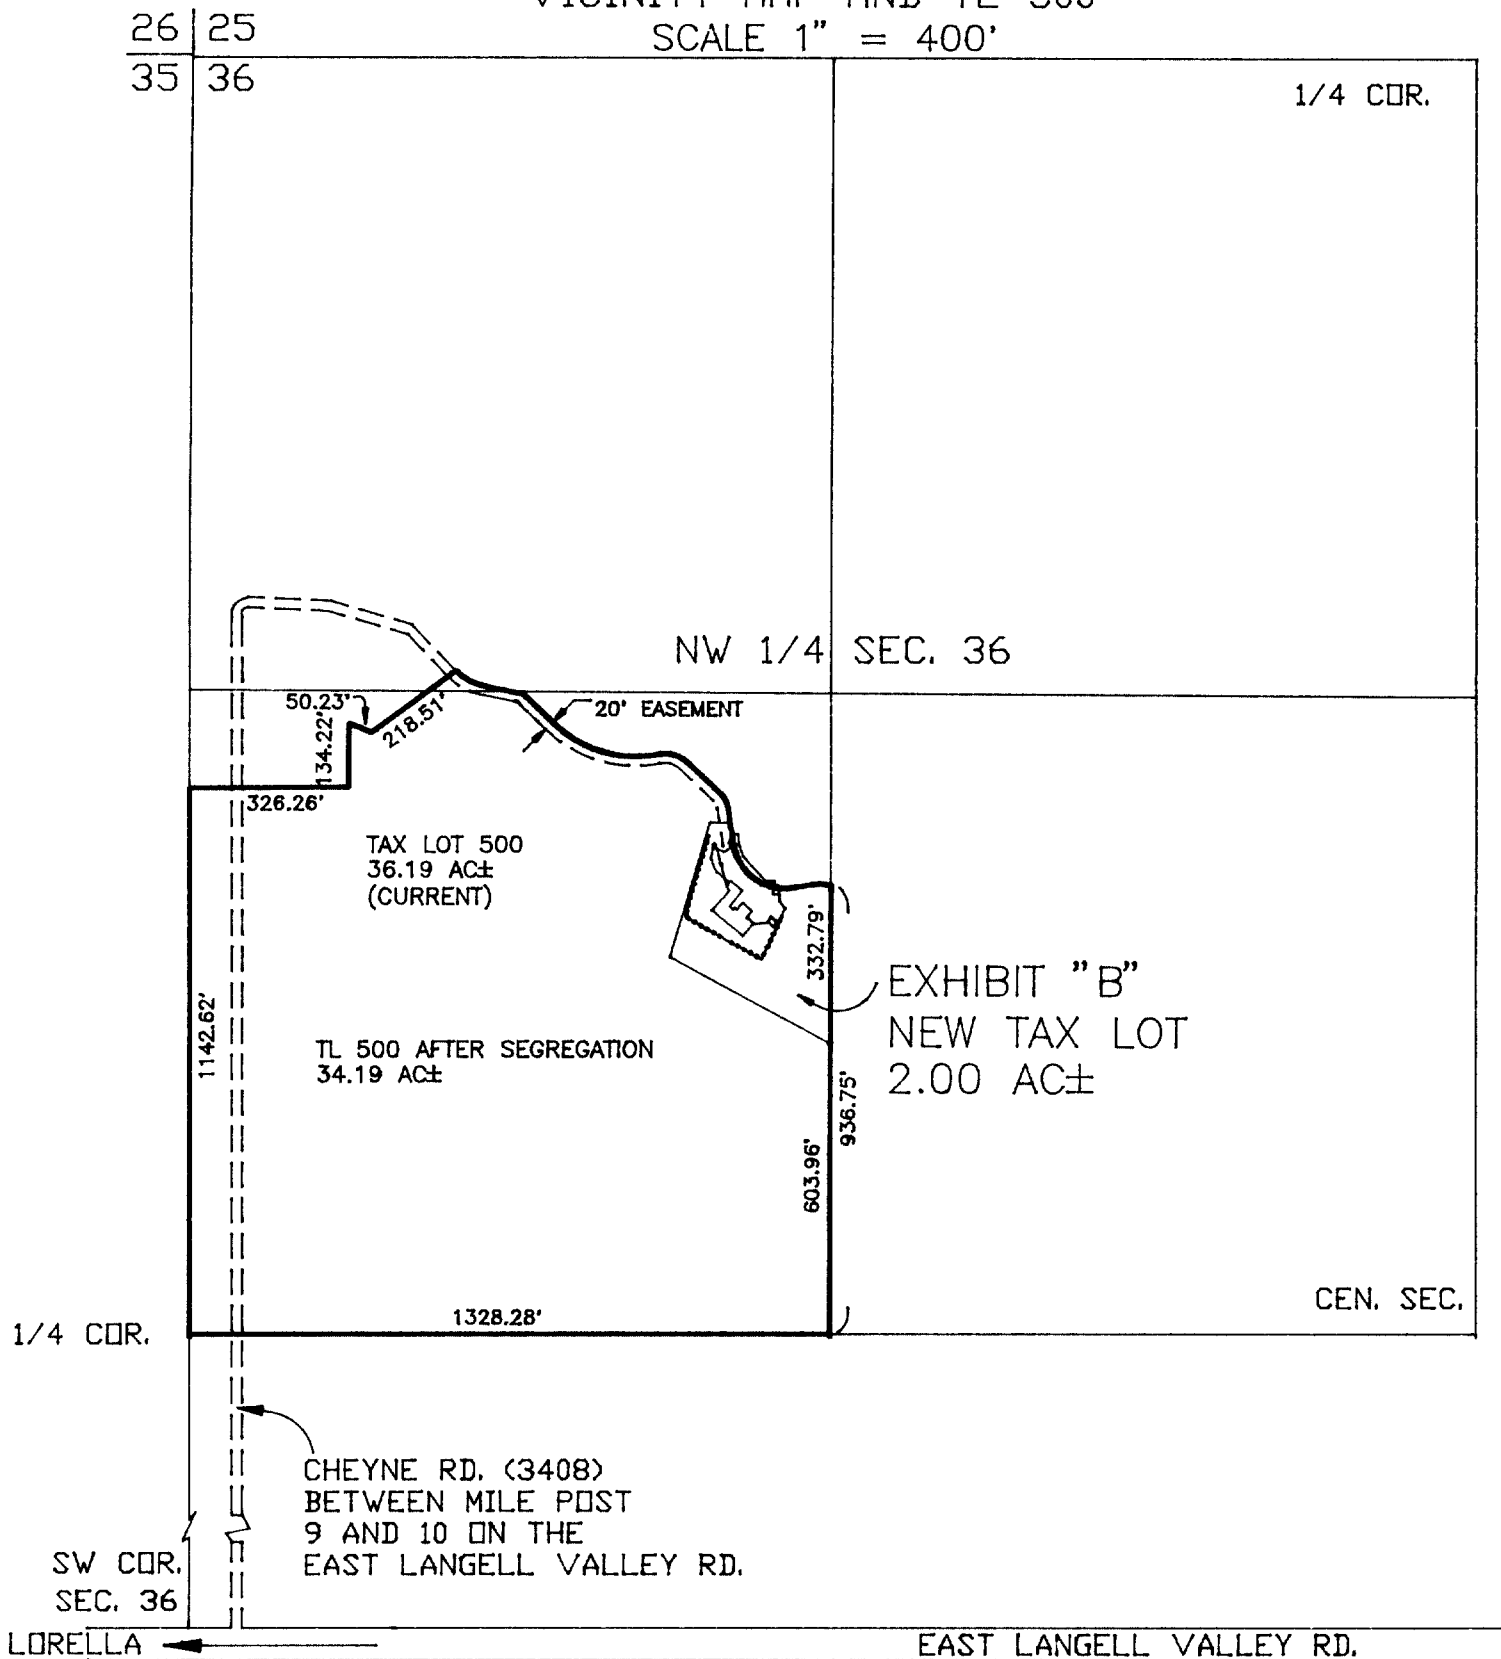 SCALE 1" = 400'
26 25
35 36
1/4 COR.
NW 1/4 SEC. 36
50.23'
134.22'
218.51'
20' EASEMENT
326.26'
TAX LOT 500
36.19 AC±
(CURRENT)
332.79'
EXHIBIT "B"
NEW TAX LOT
2.00 AC±
1142.62'
TL 500 AFTER SEGREGATION
34.19 AC±
936.75'
603.96'
CEN. SEC.
1328.28'
1/4 COR.
CHEYNE RD. (3408)
BETWEEN MILE POST
9 AND 10 ON THE
EAST LANGELL VALLEY RD.
SW COR.
SEC. 36
LORELLA
EAST LANGELL VALLEY RD.